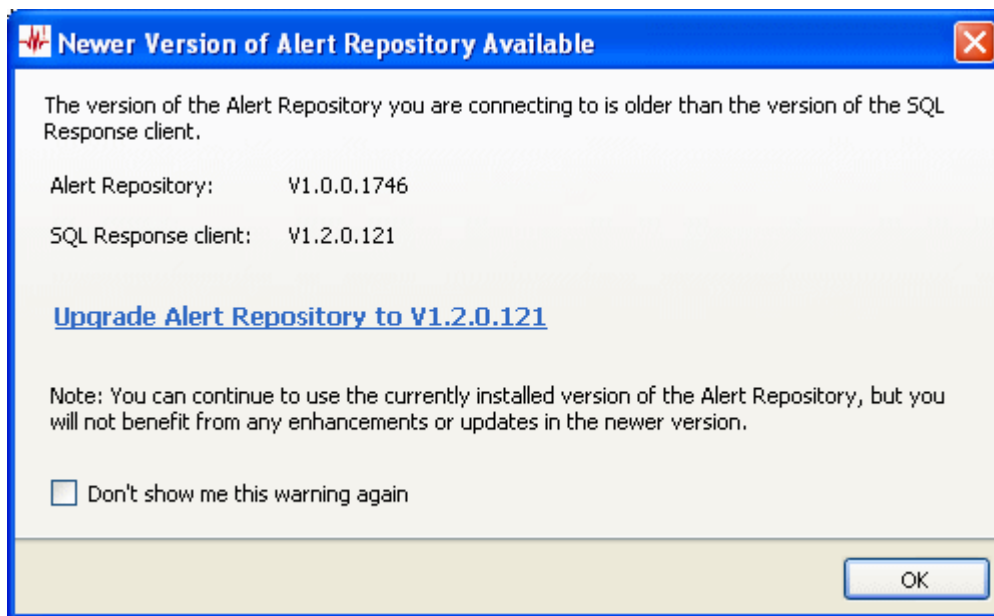 Newer Version of Alert Repository Available
The version of the Alert Repository you are connecting to is older than the version of the SQL
Response client.
Alert Repository: V1.0.0.1746
SQL Response client: V1.2.0.121
Upgrade Alert Repository to V1.2.0.121
Note: You can continue to use the currently installed version of the Alert Repository, but you
will not benefit from any enhancements or updates in the newer version.
Don't show me this warning again
OK